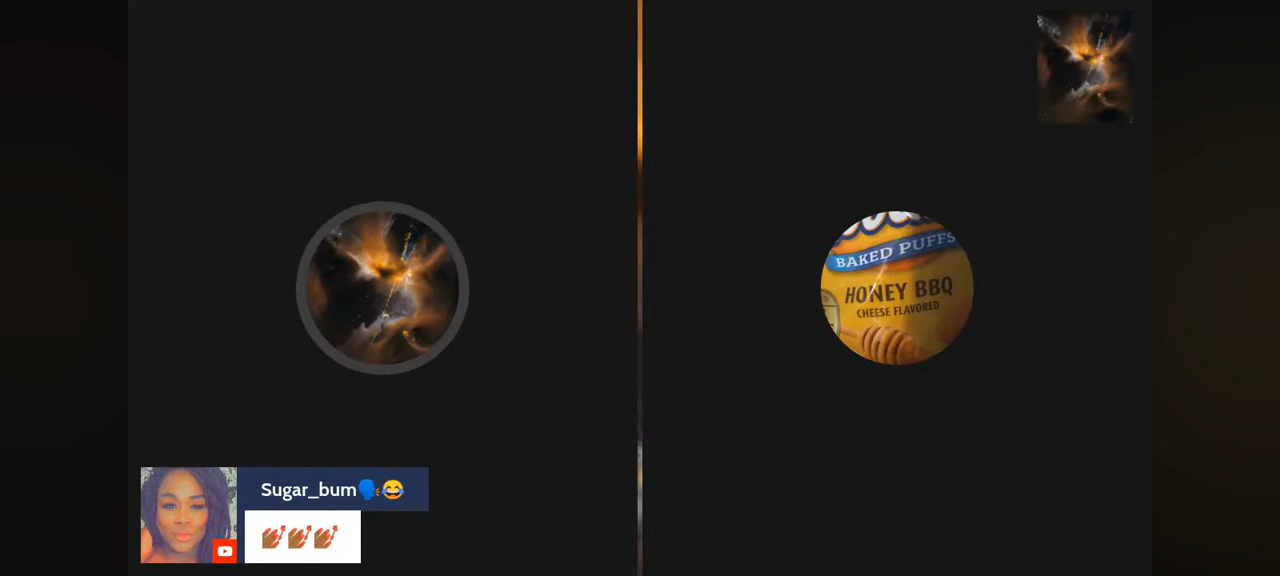 BAKED PUFFS
HONEY BBQ
CHEESE FLAVORED
Sugar_bum🗣️😂
💅🏾💅🏾💅🏾